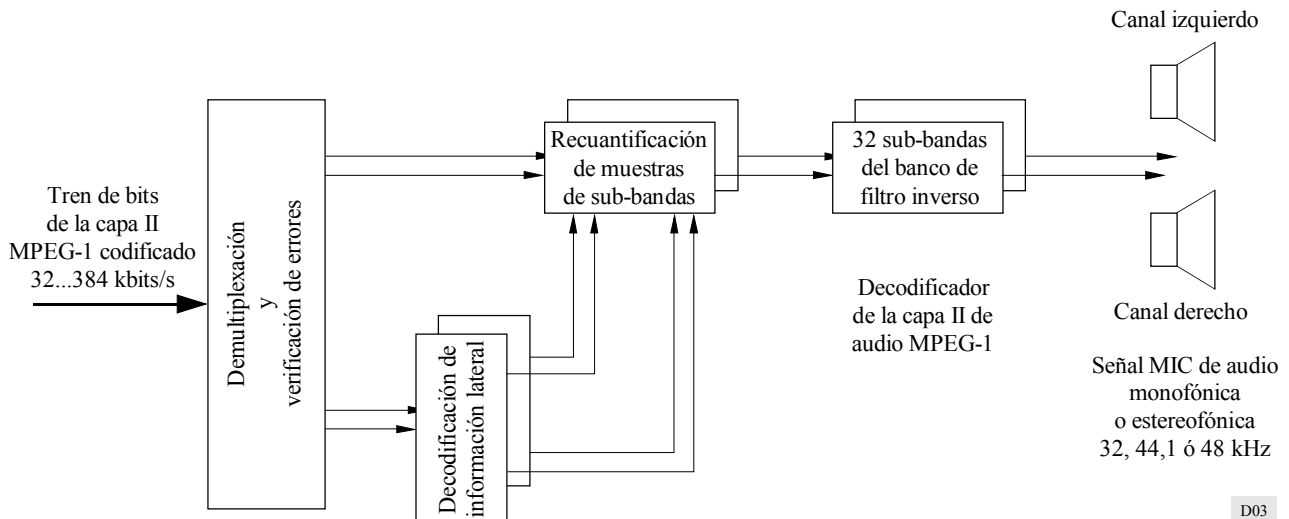 Canal izquierdo
Tren de bits
de la capa II
MPEG-1 codificado
32...384 kbits/s
Demultiplexación
y
verificación de errores
Recuantificación
de muestras
de sub-bandas
32 sub-bandas
del banco de
filtro inverso
Decodificación de
información lateral
Decodificador
de la capa II de
audio MPEG-1
Canal derecho
Señal MIC de audio
monofónica
o estereofónica
32, 44,1 ó 48 kHz
D03